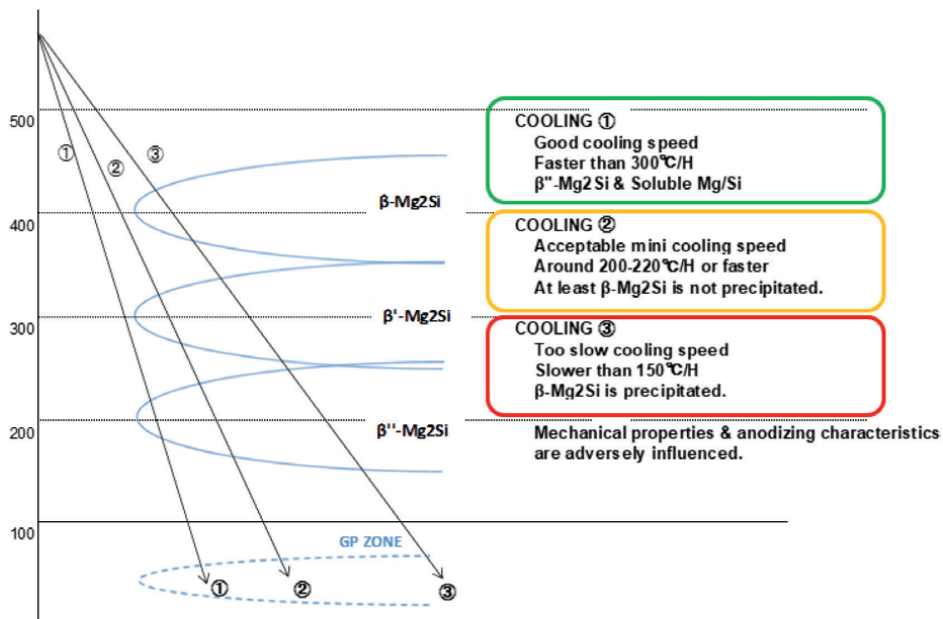 500
400
300
200
100
①
②
③
β-Mg2Si
β'-Mg2Si
β''-Mg2Si
GP ZONE
①
②
③
COOLING ①
Good cooling speed
Faster than 300℃/H
β"-Mg2Si & Soluble Mg/Si
COOLING ②
Acceptable mini cooling speed
Around 200-220℃/H or faster
At least β-Mg2Si is not precipitated.
COOLING ③
Too slow cooling speed
Slower than 150℃/H
β-Mg2Si is precipitated.
Mechanical properties & anodizing characteristics
are adversely influenced.